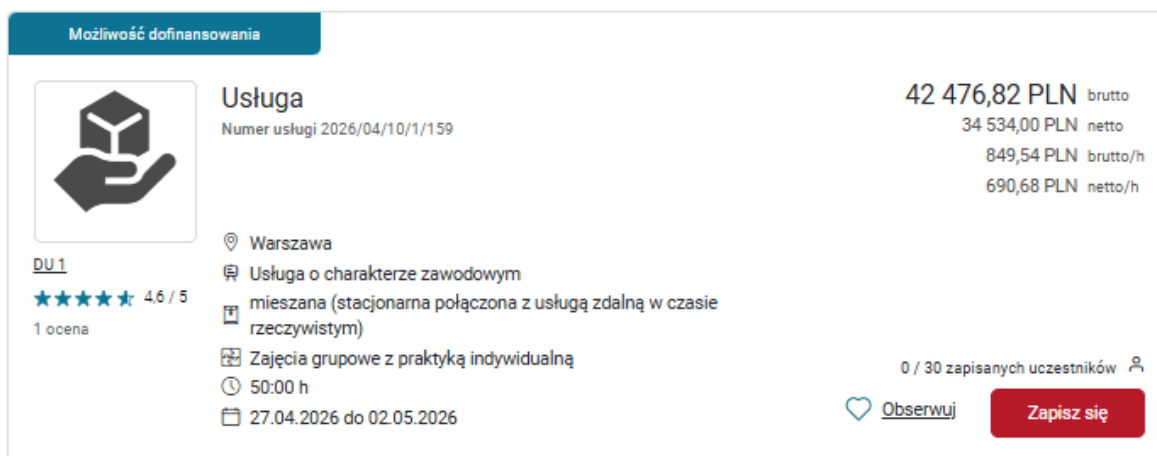 Możliwość dofinansowania
Usługa
Numer usługi 2026/04/10/1/159
42 476,82 PLN brutto
34 534,00 PLN netto
849,54 PLN brutto/h
690,68 PLN netto/h
DU 1
4,6 / 5
1 ocena
Warszawa
Usługa o charakterze zawodowym
mieszana (stacjonarna połączona z usługą zdalną w czasie
rzeczywistym)
Zajęcia grupowe z praktyką indywidualną
50:00 h
27.04.2026 do 02.05.2026
0 / 30 zapisanych uczestników
Obserwuj
Zapisz się